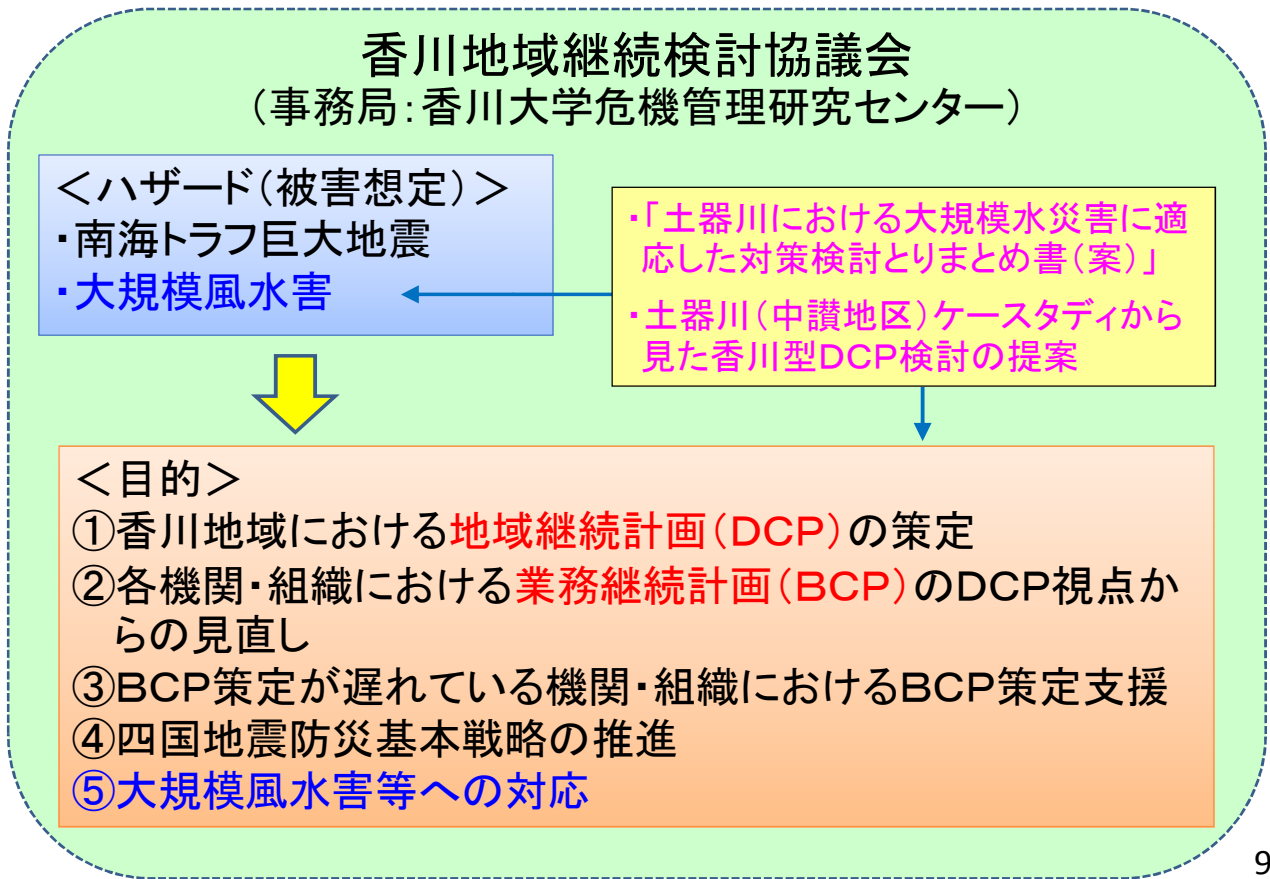 香川地域継続検討協議会
（事務局：香川大学危機管理研究センター）
＜ハザード（被害想定）＞
・南海トラフ巨大地震
・大規模風水害
・「土器川における大規模水災害に適
応した対策検討とりまとめ書（案）」
・土器川（中讃地区）ケースタディから
見た香川型DCP検討の提案
＜目的＞
①香川地域における地域継続計画（DCP）の策定
②各機関・組織における業務継続計画（BCP）のDCP視点か
らの見直し
③BCP策定が遅れている機関・組織におけるBCP策定支援
④四国地震防災基本戦略の推進
⑤大規模風水害等への対応
9